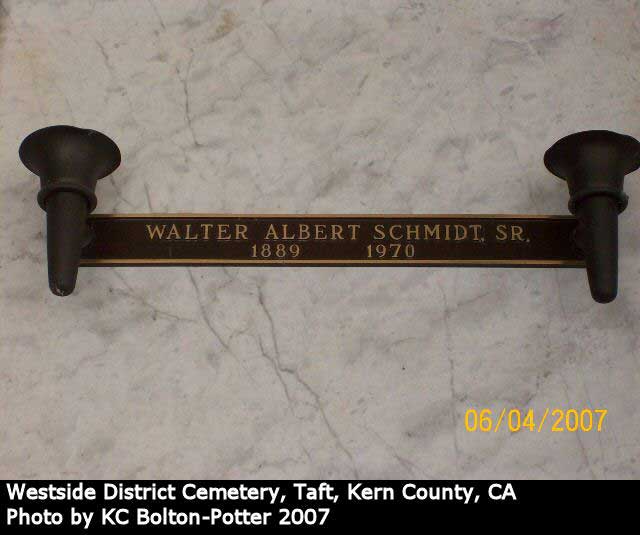 WALTER ALBERT SCHMIDT, SR.
1889 1970
06/04/2007
Westside District Cemetery, Taft, Kern County, CA
Photo by KC Bolton-Potter 2007